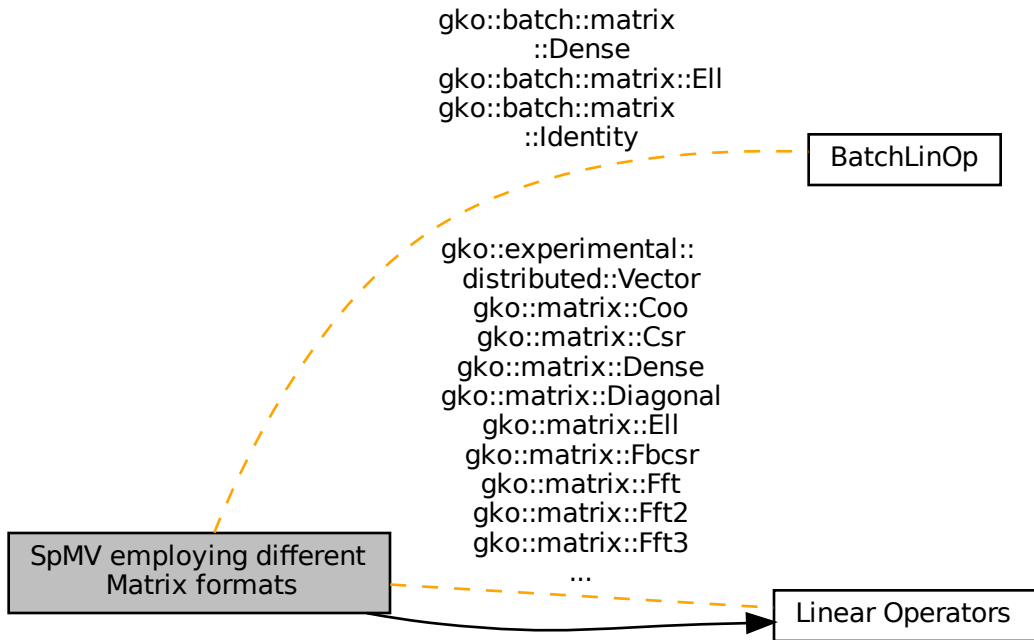 gko::batch::matrix
::Dense
gko::batch::matrix::Ell
gko::batch::matrix
::Identity
BatchLinOp
gko::experimental::
distributed::Vector
gko::matrix::Coo
gko::matrix::Csr
gko::matrix::Dense
gko::matrix::Diagonal
gko::matrix::Ell
gko::matrix::Fbcsr
gko::matrix::Fft
gko::matrix::Fft2
gko::matrix::Fft3
...
SpMV employing different
Matrix formats
Linear Operators